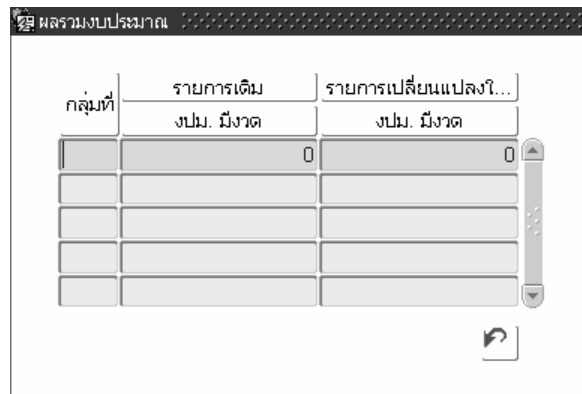 ผลรวมงบประมาณ
กลุ่มที่
รายการเดิม
รายการเปลี่ยนแปลงใ...
งปม. มีงวด
งปม. มีงวด
0
0